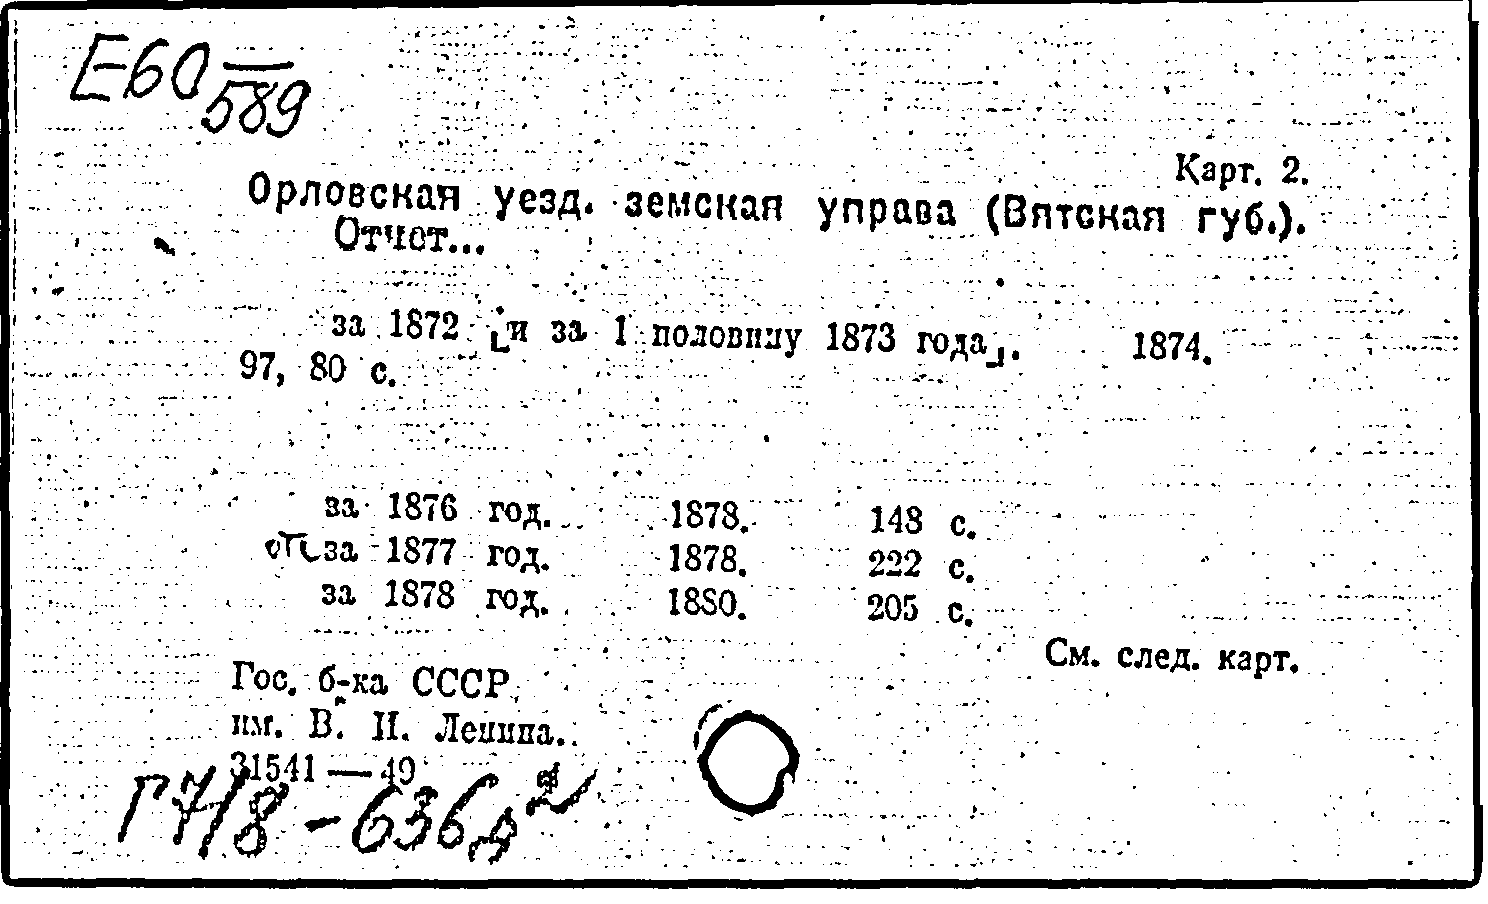 Е60
589
Карт. 2.
Орловская уезд. земская управа (Вятская губ.).
Отчет...
за 1872 [и за 1 половину 1873 года]. 1874.
97, 80 с.
за 1876 год. 1878. 148 с.
за 1877 год. 1878. 222 с.
за 1878 год. 1880. 205 с.
См. след. карт.
Гос. б-ка СССР
им. В. И. Ленина.
31541 — 49
Г718-636